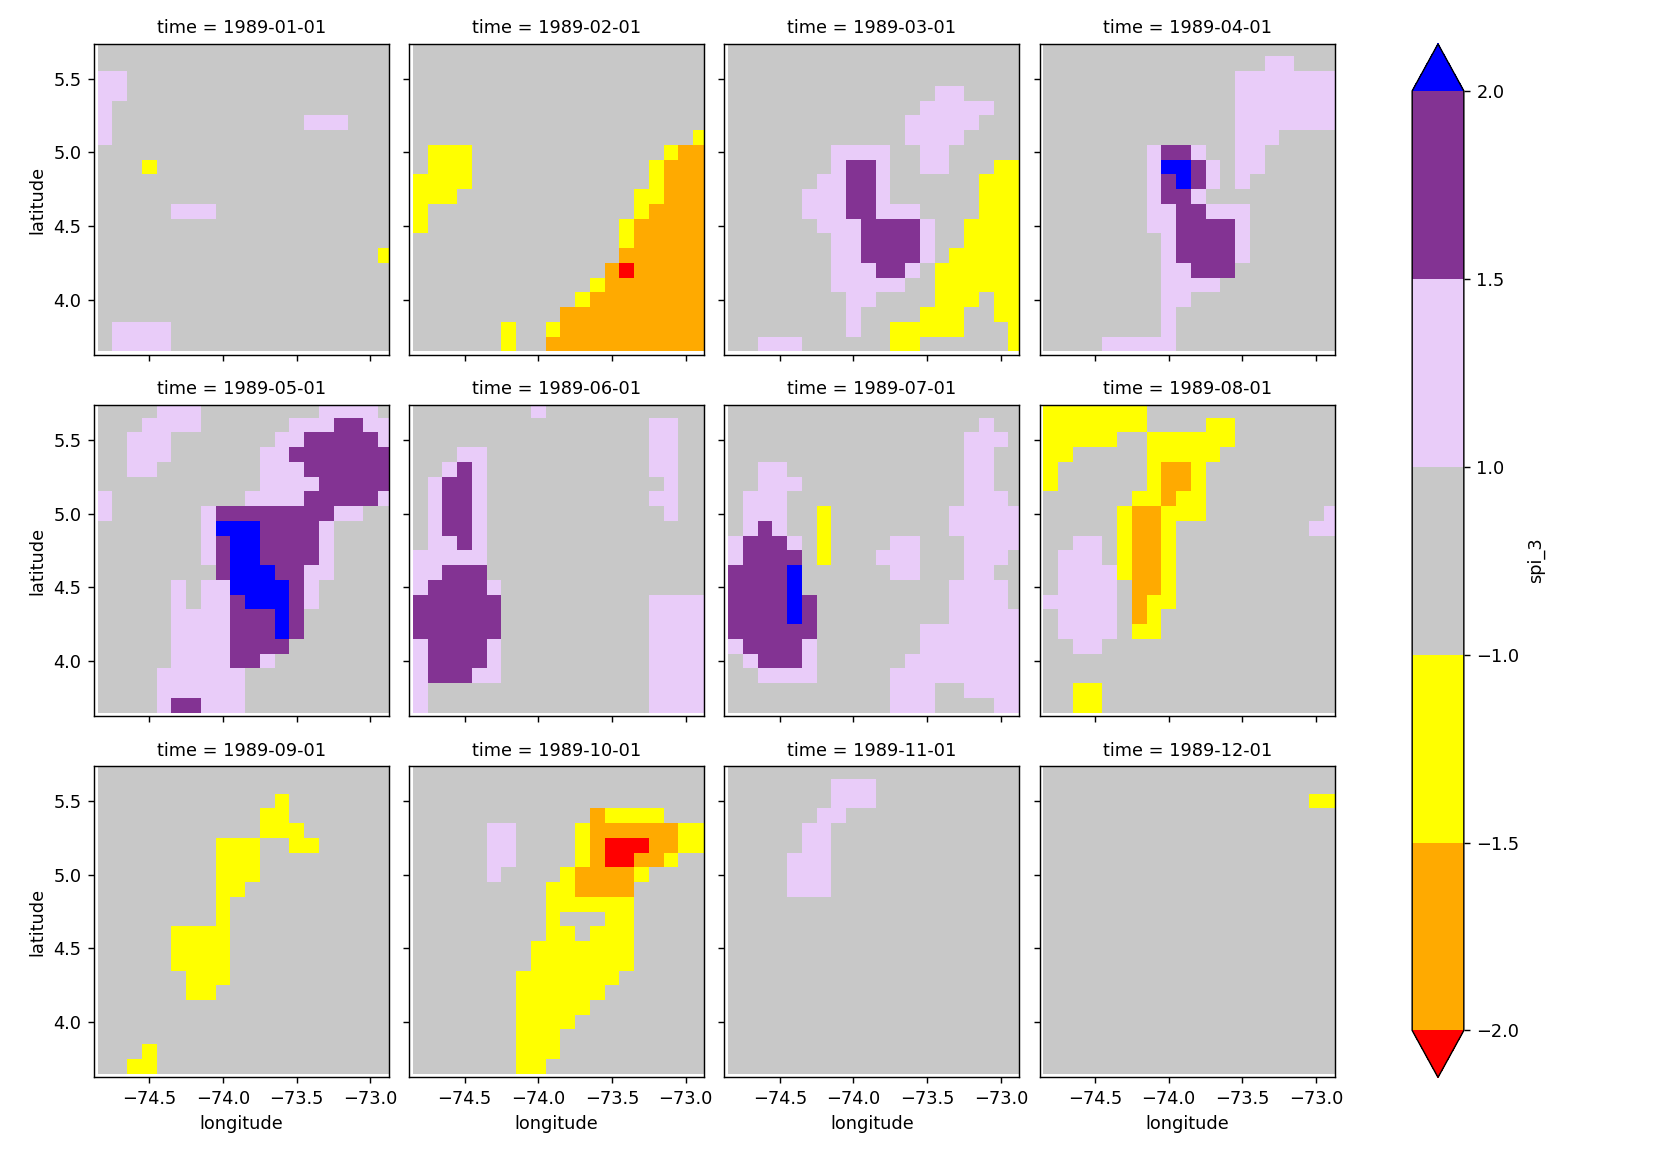 time = 1989-01-01
time = 1989-02-01
time = 1989-03-01
time = 1989-04-01
latitude
5.5
5.0
4.5
4.0
time = 1989-05-01
time = 1989-06-01
time = 1989-07-01
time = 1989-08-01
latitude
5.5
5.0
4.5
4.0
time = 1989-09-01
time = 1989-10-01
time = 1989-11-01
time = 1989-12-01
latitude
5.5
5.0
4.5
4.0
−74.5 −74.0 −73.5 −73.0
longitude
−74.5 −74.0 −73.5 −73.0
longitude
−74.5 −74.0 −73.5 −73.0
longitude
−74.5 −74.0 −73.5 −73.0
longitude
2.0
1.5
1.0
−1.0
−1.5
−2.0
spi_3